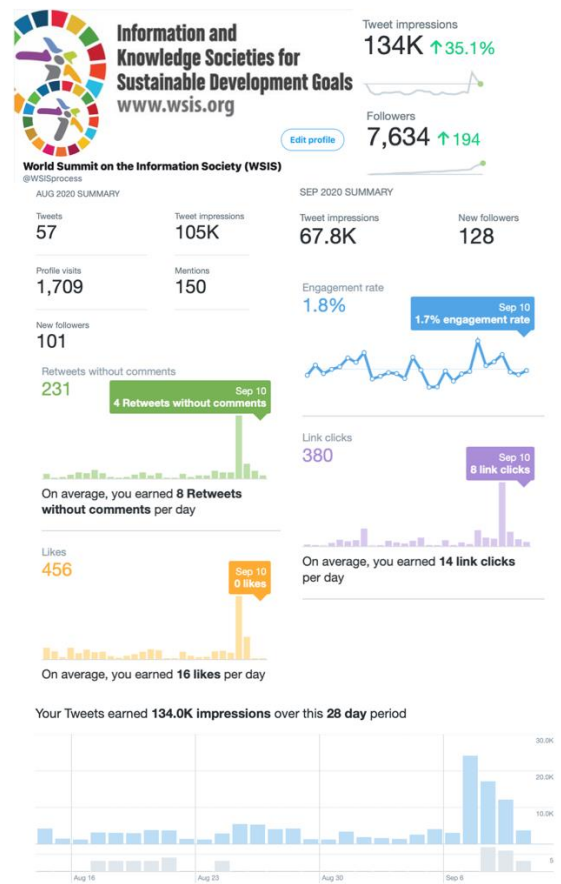 Information and
Knowledge Societies for
Sustainable Development Goals
www.wsis.org
Edit profile
World Summit on the Information Society (WSIS)
@WSISprocess
Tweet impressions
134K ↑35.1%
Followers
7,634 ↑194
AUG 2020 SUMMARY
Tweets
57
Tweet impressions
105K
Profile visits
1,709
Mentions
150
New followers
101
SEP 2020 SUMMARY
Tweet impressions
67.8K
New followers
128
Retweets without comments
231
Sep 10
4 Retweets without comments
On average, you earned 8 Retweets
without comments per day
Likes
456
Sep 10
0 likes
On average, you earned 16 likes per day
Engagement rate
1.8%
Sep 10
1.7% engagement rate
Link clicks
380
Sep 10
8 link clicks
On average, you earned 14 link clicks
per day
Your Tweets earned 134.0K impressions over this 28 day period
30.0K
20.0K
10.0K
5
Aug 16
Aug 23
Aug 30
Sep 6